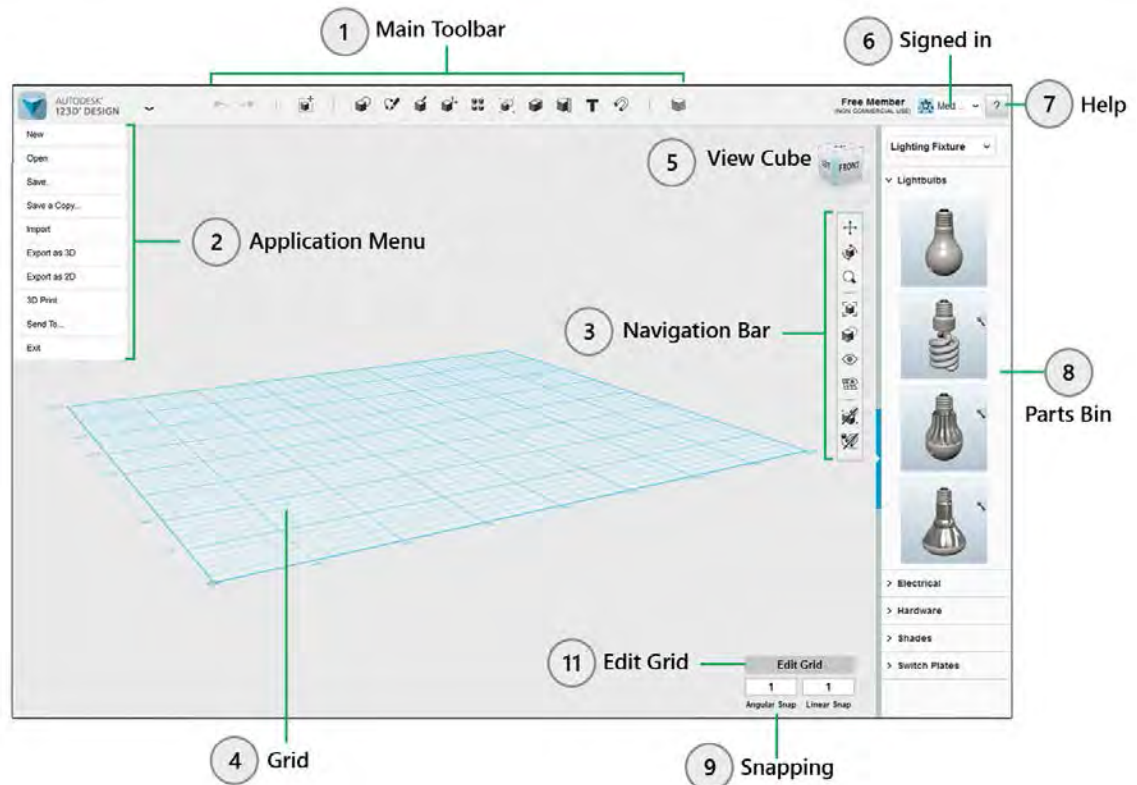 1 Main Toolbar
6 Signed in
AUTODESK®
123D® DESIGN
Free Member
(NON COMMERCIAL USE)
Med ...
?
7 Help
New
Open
Save
Save a Copy...
Import
Export as 3D
Export as 2D
3D Print
Send To...
Exit
2 Application Menu
5 View Cube
FRONT
3 Navigation Bar
Lighting Fixture
Lightbulbs
8
Parts Bin
> Electrical
> Hardware
> Shades
> Switch Plates
11 Edit Grid
Edit Grid
1 1
Angular Snap Linear Snap
4 Grid
9 Snapping